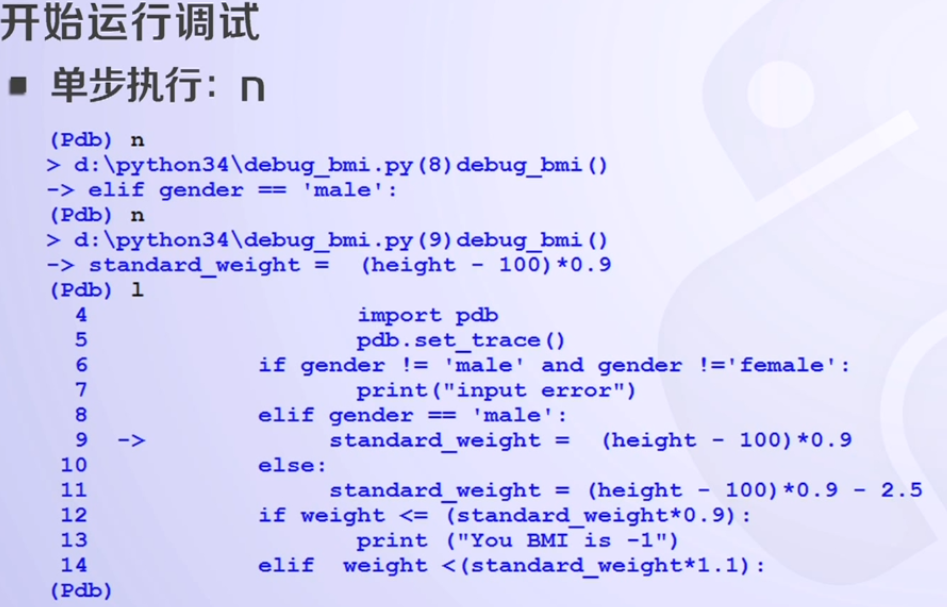 开始运行调试
■ 单步执行：n
(Pdb) n
> d:\python34\debug_bmi.py(8)debug_bmi()
-> elif gender == 'male':
(Pdb) n
> d:\python34\debug_bmi.py(9)debug_bmi()
-> standard_weight =  (height - 100)*0.9
(Pdb) l
  4                   import pdb
  5                   pdb.set_trace()
  6            if gender != 'male' and gender !='female':
  7                   print("input error")
  8            elif gender == 'male':
  9  ->             standard_weight =  (height - 100)*0.9
 10            else:
 11                 standard_weight = (height - 100)*0.9 - 2.5
 12            if weight <= (standard_weight*0.9):
 13                   print ("You BMI is -1")
 14            elif  weight <(standard_weight*1.1):
(Pdb)